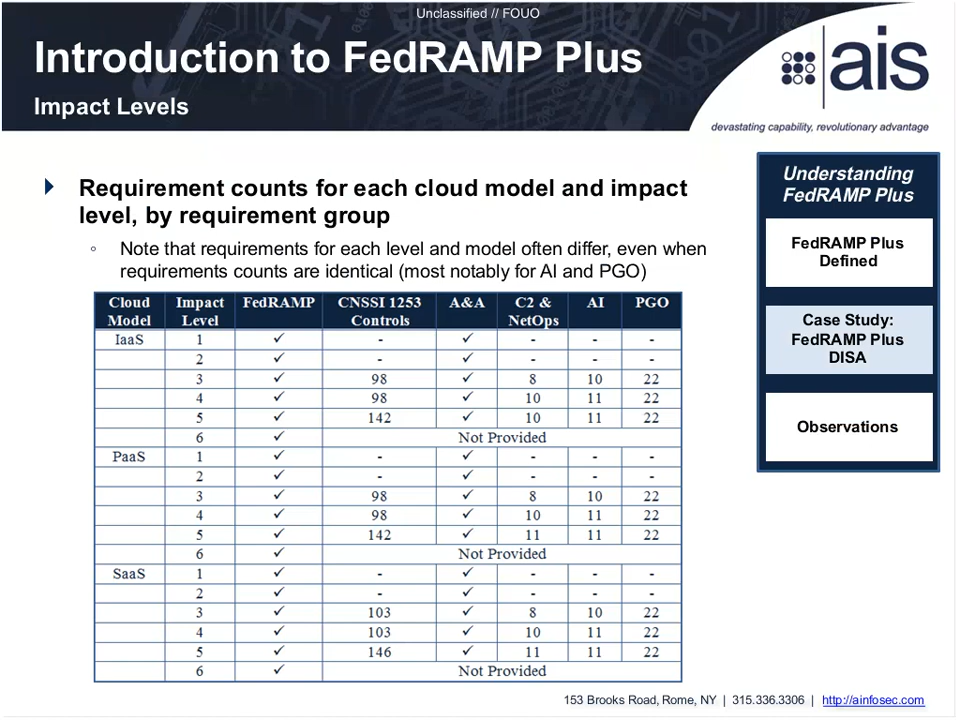 Unclassified // FOUO
Introduction to FedRAMP Plus
Impact Levels
ais
devastating capability, revolutionary advantage
Requirement counts for each cloud model and impact
level, by requirement group
Note that requirements for each level and model often differ, even when
requirements counts are identical (most notably for AI and PGO)
Cloud Model | Impact Level | FedRAMP | CNSSI 1253 Controls | A&A | C2 & NetOps | AI | PGO
IaaS 1 ✓ - ✓ - - -
2 ✓ - ✓ - - -
3 ✓ 98 ✓ 8 10 22
4 ✓ 98 ✓ 10 11 22
5 ✓ 142 ✓ 10 11 22
6 ✓ Not Provided
PaaS 1 ✓ - ✓ - - -
2 ✓ - ✓ - - -
3 ✓ 98 ✓ 8 10 22
4 ✓ 98 ✓ 10 11 22
5 ✓ 142 ✓ 11 11 22
6 ✓ Not Provided
SaaS 1 ✓ - ✓ - - -
2 ✓ - ✓ - - -
3 ✓ 103 ✓ 8 10 22
4 ✓ 103 ✓ 10 11 22
5 ✓ 146 ✓ 11 11 22
6 ✓ Not Provided
Understanding
FedRAMP Plus
FedRAMP Plus
Defined
Case Study:
FedRAMP Plus
DISA
Observations
153 Brooks Road, Rome, NY | 315.336.3306 | http://ainfosec.com